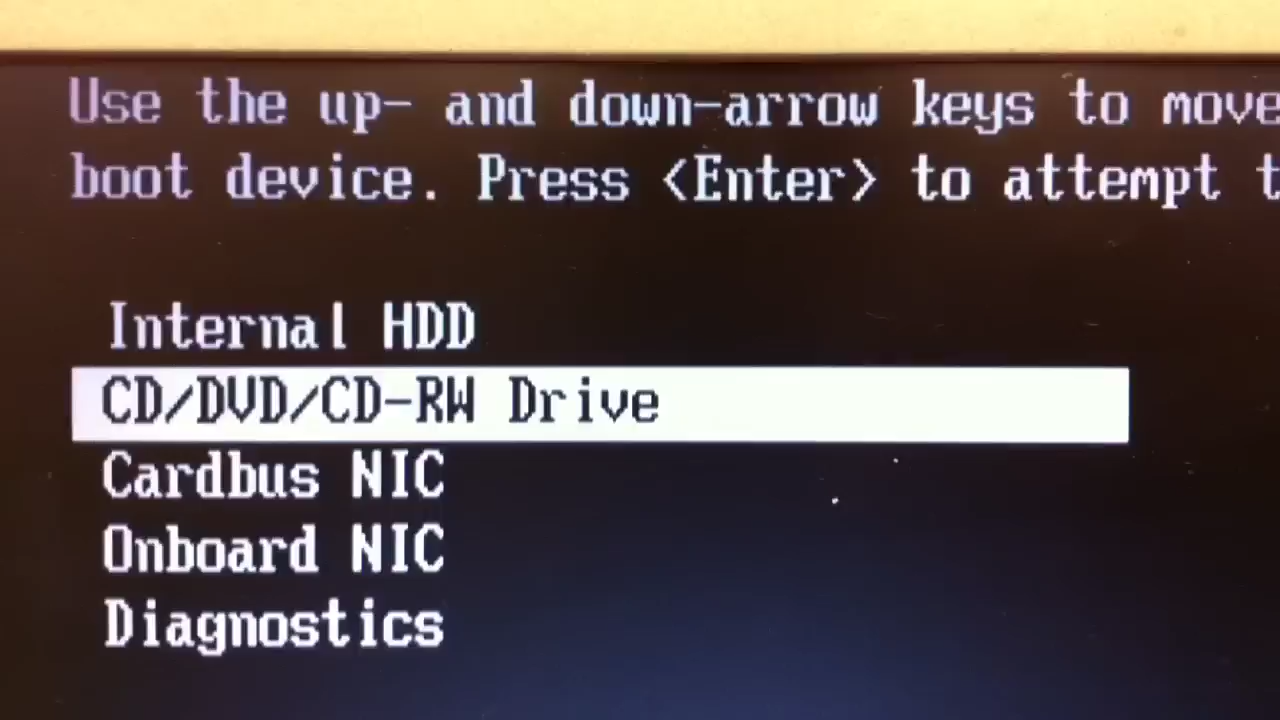 Use the up- and down-arrow keys to move
boot device. Press <Enter> to attempt t
Internal HDD
CD/DVD/CD-RW Drive
Cardbus NIC
Onboard NIC
Diagnostics